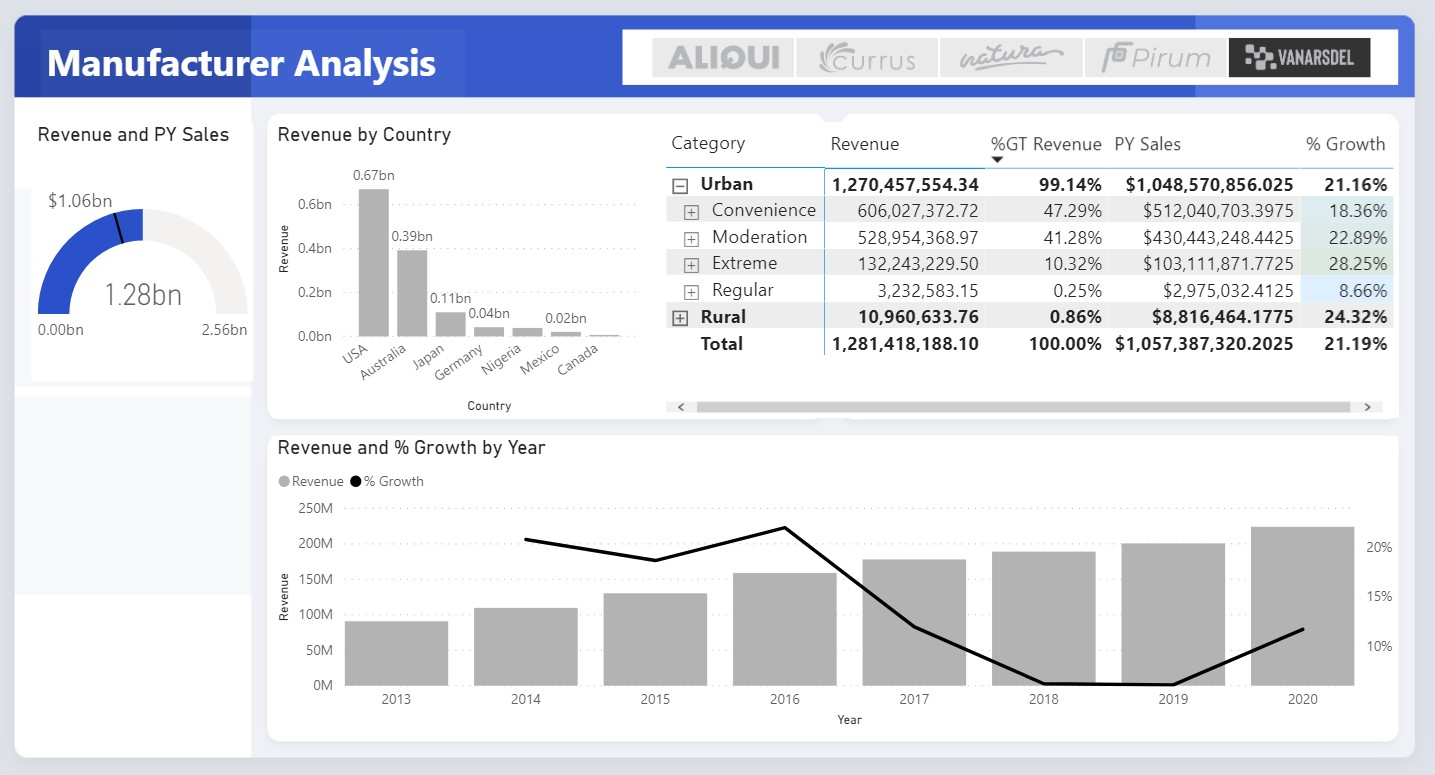 Manufacturer Analysis
ALIQUI
Currus
natura
Pirum
VANARSDEL
Revenue and PY Sales
$1.06bn
1.28bn
0.00bn
2.56bn
Revenue by Country
Revenue
0.6bn
0.4bn
0.2bn
0.0bn
0.67bn
0.39bn
0.11bn
0.04bn
0.02bn
USA
Australia
Japan
Germany
Nigeria
Mexico
Canada
Country
Category Revenue %GT Revenue PY Sales % Growth
Urban 1,270,457,554.34 99.14% $1,048,570,856.025 21.16%
Convenience 606,027,372.72 47.29% $512,040,703.3975 18.36%
Moderation 528,954,368.97 41.28% $430,443,248.4425 22.89%
Extreme 132,243,229.50 10.32% $103,111,871.7725 28.25%
Regular 3,232,583.15 0.25% $2,975,032.4125 8.66%
Rural 10,960,633.76 0.86% $8,816,464.1775 24.32%
Total 1,281,418,188.10 100.00% $1,057,387,320.2025 21.19%
Revenue and % Growth by Year
Revenue % Growth
Revenue
250M
200M
150M
100M
50M
0M
20%
15%
10%
2013 2014 2015 2016 2017 2018 2019 2020
Year